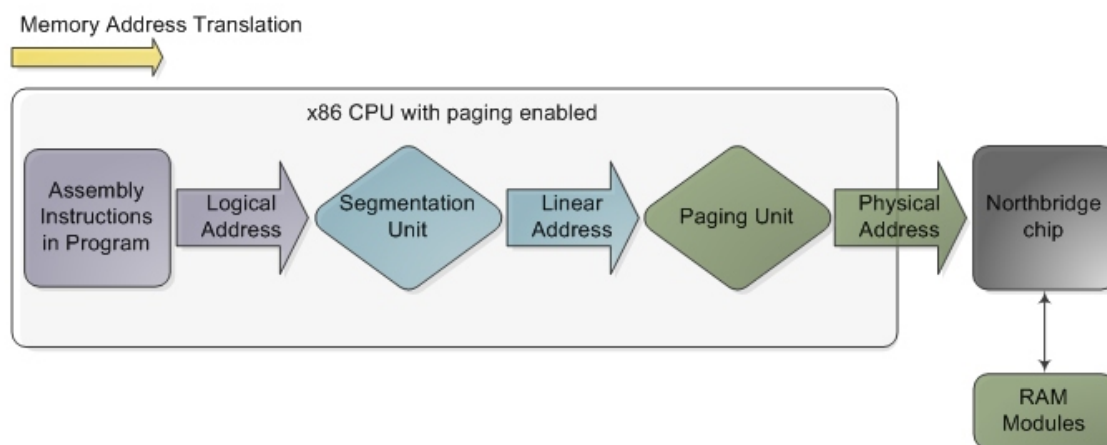 Memory Address Translation
x86 CPU with paging enabled
Assembly
Instructions
in Program
Logical
Address
Segmentation
Unit
Linear
Address
Paging Unit
Physical
Address
Northbridge
chip
RAM
Modules